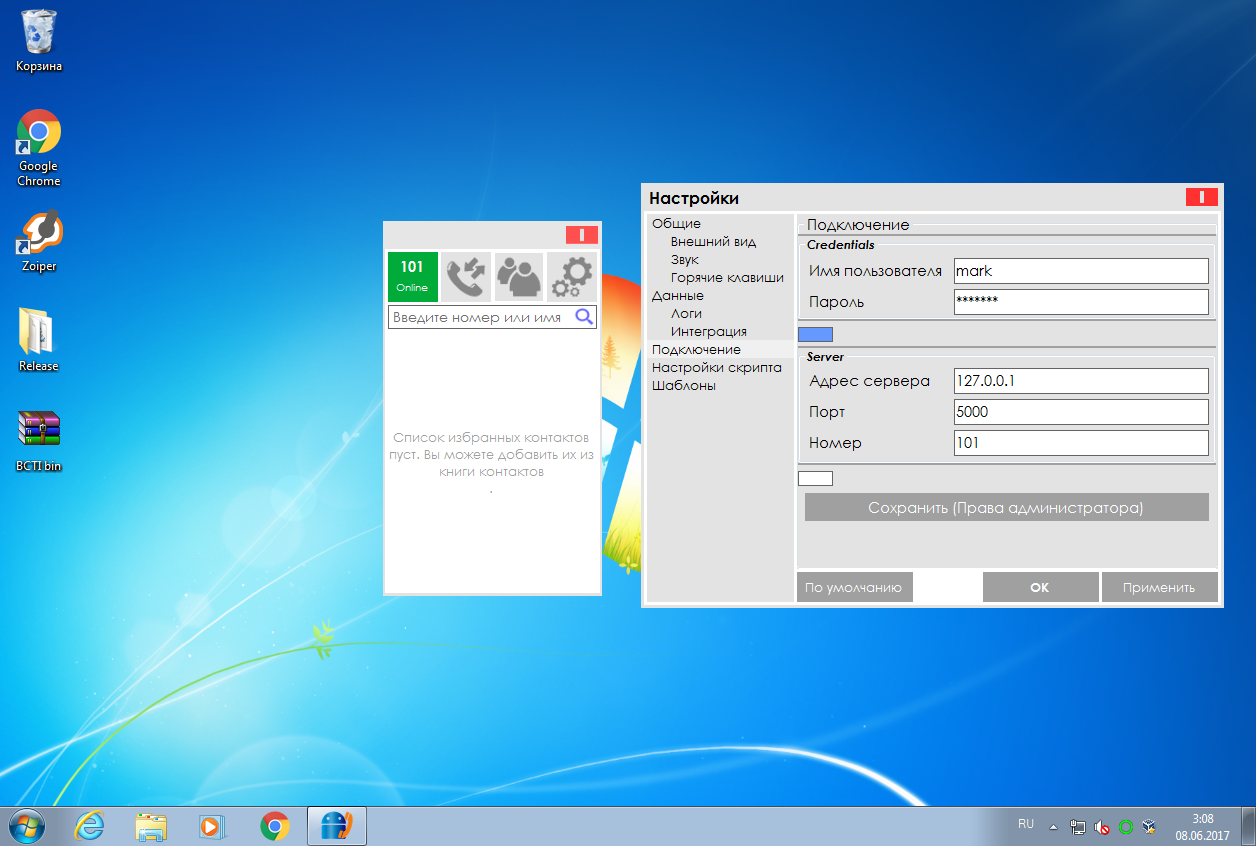 Корзина
Google
Chrome
Zoiper
Release
BCTI bin
101
Online
Введите номер или имя
Список избранных контактов
пуст. Вы можете добавить их из
книги контактов
.
Настройки
Общие
Внешний вид
Звук
Горячие клавиши
Данные
Логи
Интеграция
Подключение
Настройки скрипта
Шаблоны
Подключение
Credentials
Имя пользователя
mark
Пароль
*******
Server
Адрес сервера
127.0.0.1
Порт
5000
Номер
101
Сохранить (Права администратора)
По умолчанию
ОК
Применить
RU
3:08
08.06.2017